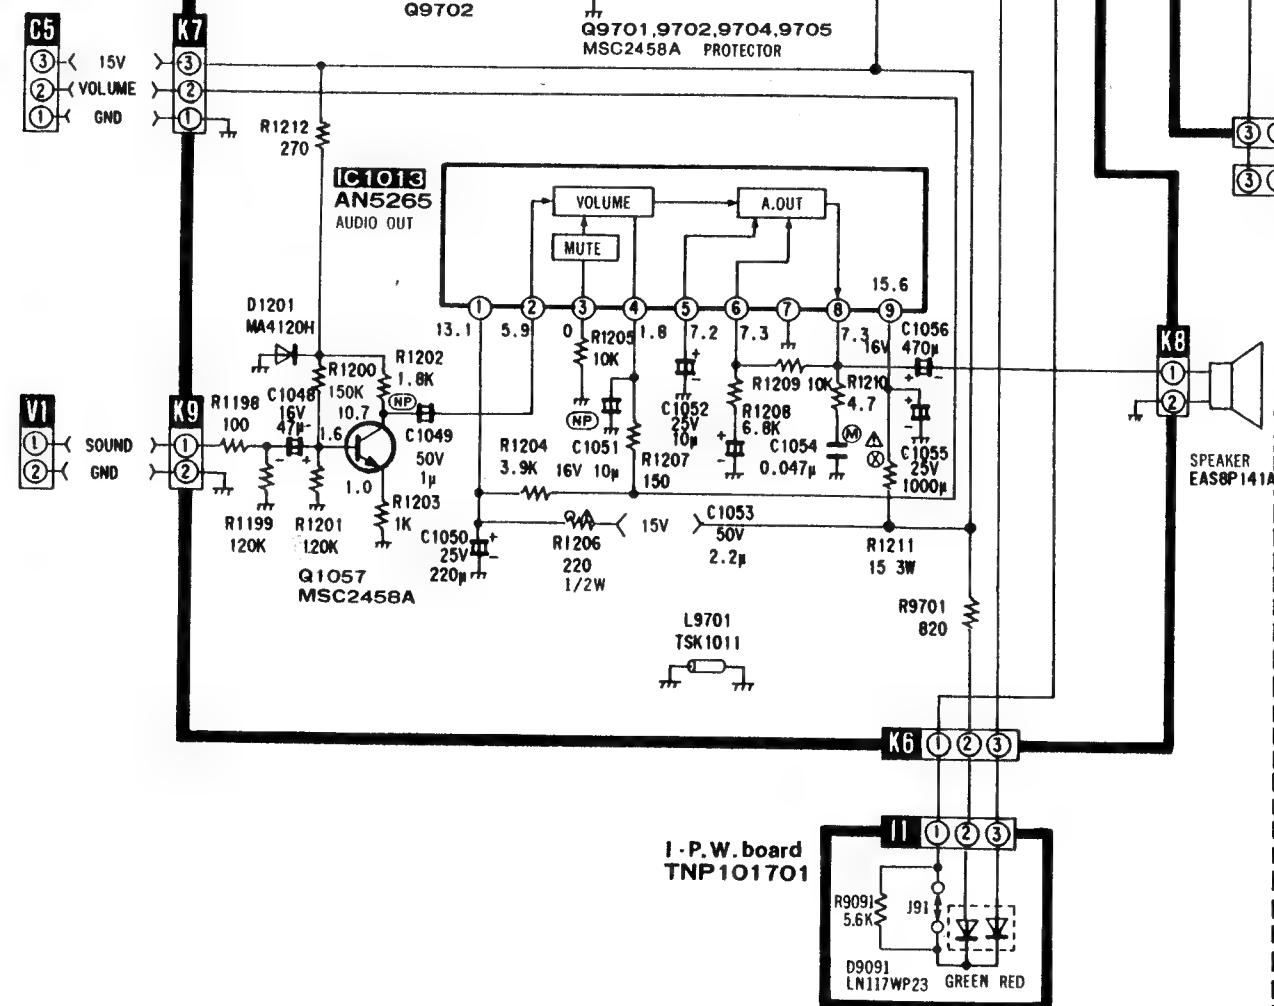 Q9702
Q9701,9702,9704,9705
MSC2458A PROTECTOR
C5
K7
3 15V 3
2 VOLUME 2
1 GND 1
R1212
270
IC1013
AN5265
AUDIO OUT
VOLUME
A.OUT
MUTE
15.6
1 2 3 4 5 6 7 8 9
13.1 5.9 0 1.8 7.2 7.3 7.3
D1201
MA4120H
R1205
10K
16V
C1056
470μ
K8
1
2
3
3
R1202
1.8K
R1200
150K
NP
10.7
1.6
C1048
16V
47μ
R1198
100
V1
K9
1 SOUND 1
2 GND 2
1.0
C1049
50V
1μ
R1209 10K
R1210
4.7
NP
C1052
25V
10μ
R1208
6.8K
C1051
16V 10μ
C1054
0.047μ
M
X
C1055
25V
1000μ
R1204
3.9K
R1207
150
SPEAKER
EAS8P141A
R1199
120K
R1201
120K
R1203
1K
C1050
25V
220μ
R1206
220
1/2W
15V
C1053
50V
2.2μ
R1211
15 3W
Q1057
MSC2458A
R9701
820
L9701
TSK1011
K6 1 2 3
I1 1 2 3
I-P.W.board
TNP101701
R9091
5.6K
J91
D9091
LN117WP23 GREEN RED